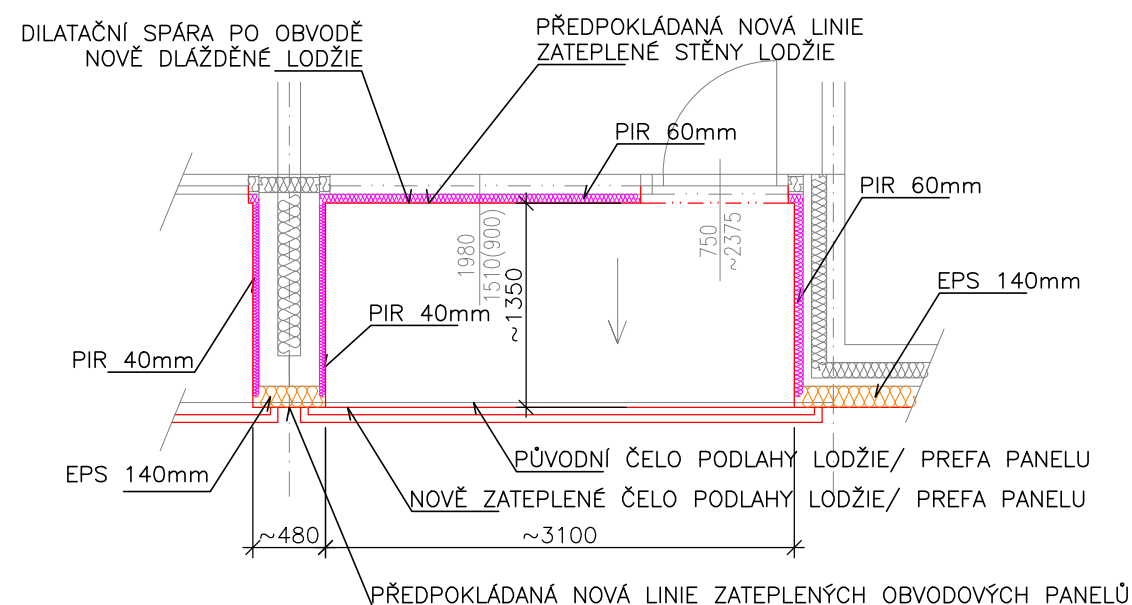 DILATAČNÍ SPÁRA PO OBVODĚ
NOVĚ DLÁŽDĚNÉ LODŽIE
PŘEDPOKLÁDANÁ NOVÁ LINIE
ZATEPLENÉ STĚNY LODŽIE
PIR 60mm
PIR 60mm
1980
1510(900)
750
~2375
~1350
EPS 140mm
PIR 40mm
PIR 40mm
EPS 140mm
PŮVODNÍ ČELO PODLAHY LODŽIE/ PREFA PANELU
NOVĚ ZATEPLENÉ ČELO PODLAHY LODŽIE/ PREFA PANELU
~480
~3100
PŘEDPOKLÁDANÁ NOVÁ LINIE ZATEPLENÝCH OBVODOVÝCH PANELŮ